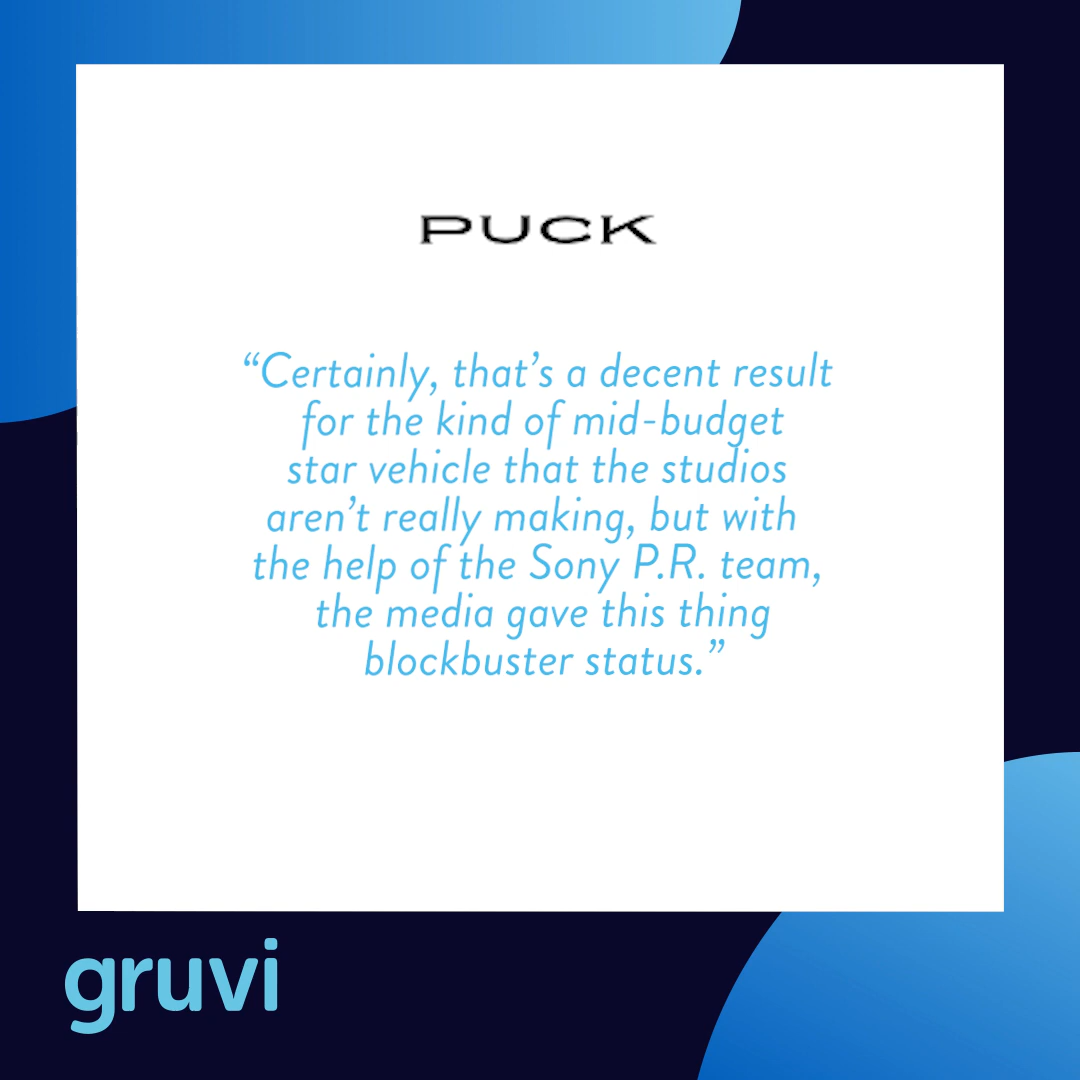 PUCK
“Certainly, that’s a decent result
for the kind of mid-budget
star vehicle that the studios
aren’t really making, but with
the help of the Sony P.R. team,
the media gave this thing
blockbuster status.”
gruvi